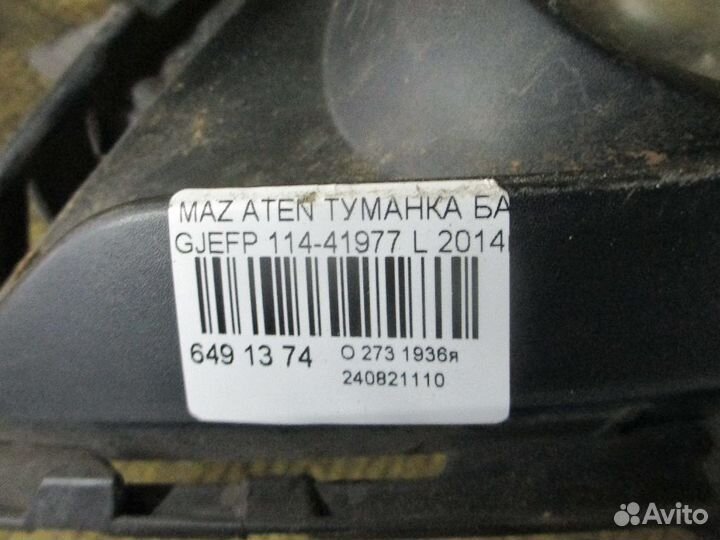 MAZ ATEN ТУМАНКА БА
GJEFP 114-41977 L 2014
649 13 74 О 273 1936я
240821110
Avito